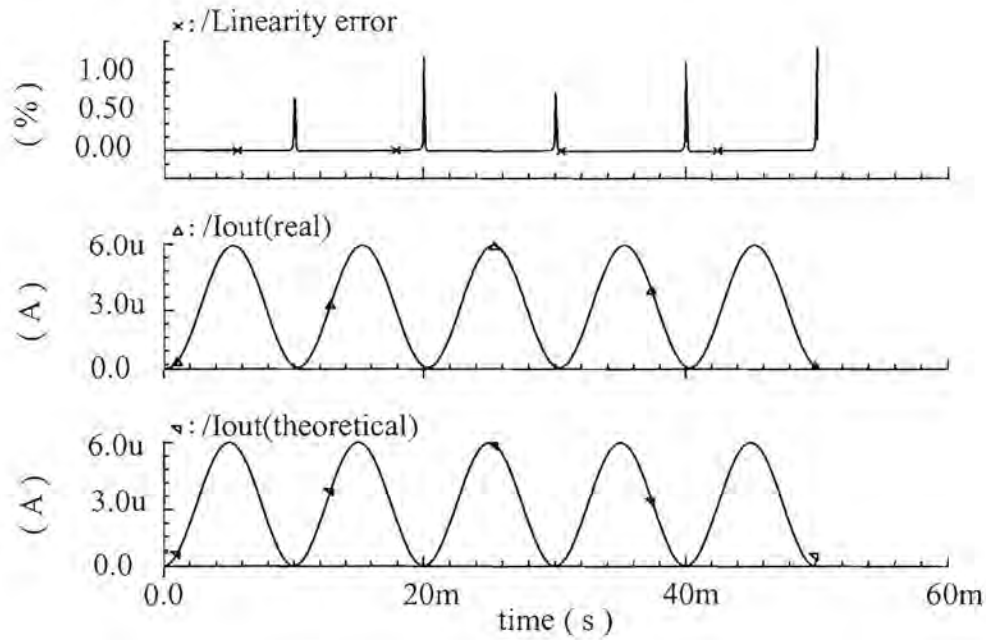 ×: /Linearity error
1.00
0.50
0.00
( % )
▵: /Iout(real)
6.0u
3.0u
0.0
( A )
◃: /Iout(theoretical)
6.0u
3.0u
0.0
( A )
0.0 20m 40m 60m
time ( s )